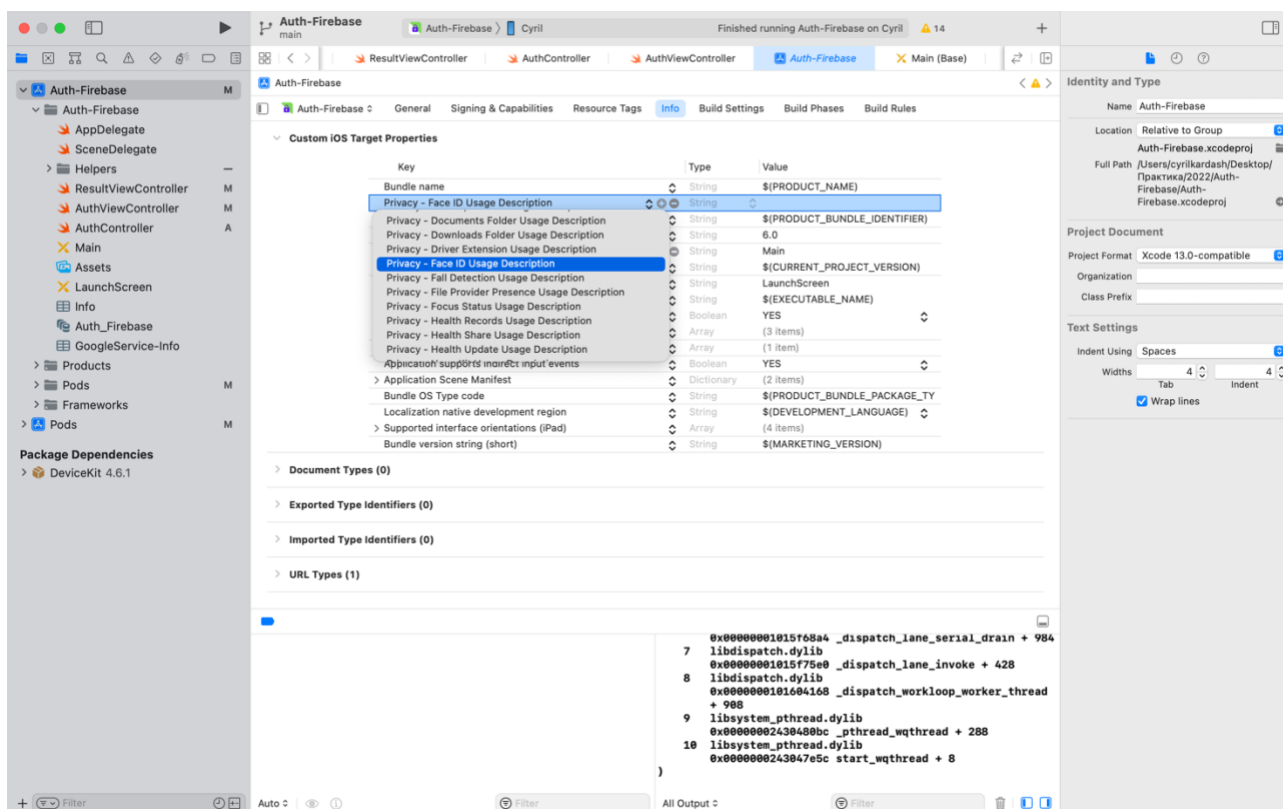 Auth-Firebase
main
Auth-Firebase
Cyril
Finished running Auth-Firebase on Cyril
14
ResultViewController
AuthController
AuthViewController
Auth-Firebase
Main (Base)
Auth-Firebase M
Auth-Firebase
AppDelegate
SceneDelegate
Helpers
ResultViewController M
AuthViewController M
AuthController A
Main
Assets
LaunchScreen
Info
Auth_Firebase
GoogleService-Info
Products
Pods M
Frameworks
Pods M
Package Dependencies
DeviceKit 4.6.1
Filter
Auth-Firebase
Auth-Firebase General Signing & Capabilities Resource Tags Info Build Settings Build Phases Build Rules
Custom iOS Target Properties
Key Type Value
Bundle name String $(PRODUCT_NAME)
Privacy - Face ID Usage Description String
Privacy - Documents Folder Usage Description String $(PRODUCT_BUNDLE_IDENTIFIER)
Privacy - Downloads Folder Usage Description String 6.0
Privacy - Driver Extension Usage Description String Main
Privacy - Face ID Usage Description String $(CURRENT_PROJECT_VERSION)
Privacy - Fall Detection Usage Description String LaunchScreen
Privacy - File Provider Presence Usage Description String $(EXECUTABLE_NAME)
Privacy - Focus Status Usage Description Boolean YES
Privacy - Health Records Usage Description Array (3 items)
Privacy - Health Share Usage Description Array (1 item)
Privacy - Health Update Usage Description
Application supports indirect input events Boolean YES
Application Scene Manifest Dictionary (2 items)
Bundle OS Type code String $(PRODUCT_BUNDLE_PACKAGE_TY
Localization native development region String $(DEVELOPMENT_LANGUAGE)
Supported interface orientations (iPad) Array (4 items)
Bundle version string (short) String $(MARKETING_VERSION)
Document Types (0)
Exported Type Identifiers (0)
Imported Type Identifiers (0)
URL Types (1)
0x00000001015f68a4 _dispatch_lane_serial_drain + 984
7 libdispatch.dylib
0x00000001015f75e0 _dispatch_lane_invoke + 428
8 libdispatch.dylib
0x0000000101604168 _dispatch_workloop_worker_thread
+ 908
9 libsystem_pthread.dylib
0x00000002430480bc _pthread_wqthread + 288
10 libsystem_pthread.dylib
0x0000000243047e5c start_wqthread + 8
)
Auto
Filter
All Output
Filter
Identity and Type
Name Auth-Firebase
Location Relative to Group
Auth-Firebase.xcodeproj
Full Path /Users/cyrilkardash/Desktop/
Практика/2022/Auth-
Firebase/Auth-
Firebase.xcodeproj
Project Document
Project Format Xcode 13.0-compatible
Organization
Class Prefix
Text Settings
Indent Using Spaces
Widths 4 4
Tab Indent
Wrap lines